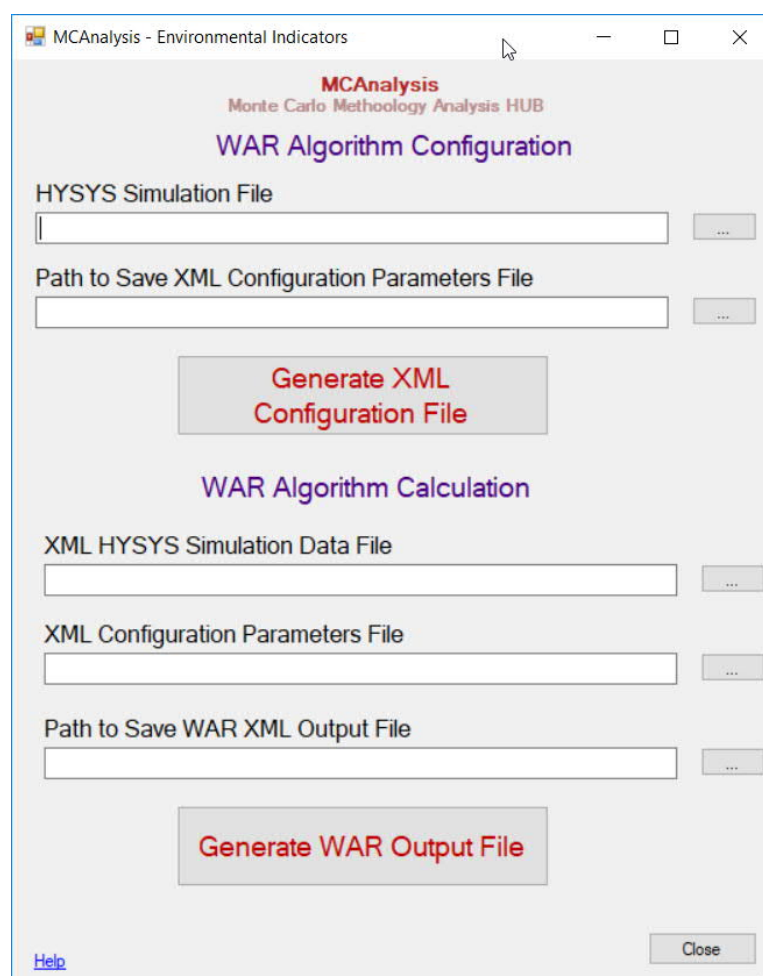 MCAnalysis - Environmental Indicators
MCAnalysis
Monte Carlo Methoology Analysis HUB
WAR Algorithm Configuration
HYSYS Simulation File
...
Path to Save XML Configuration Parameters File
...
Generate XML
Configuration File
WAR Algorithm Calculation
XML HYSYS Simulation Data File
...
XML Configuration Parameters File
...
Path to Save WAR XML Output File
...
Generate WAR Output File
Close
Help